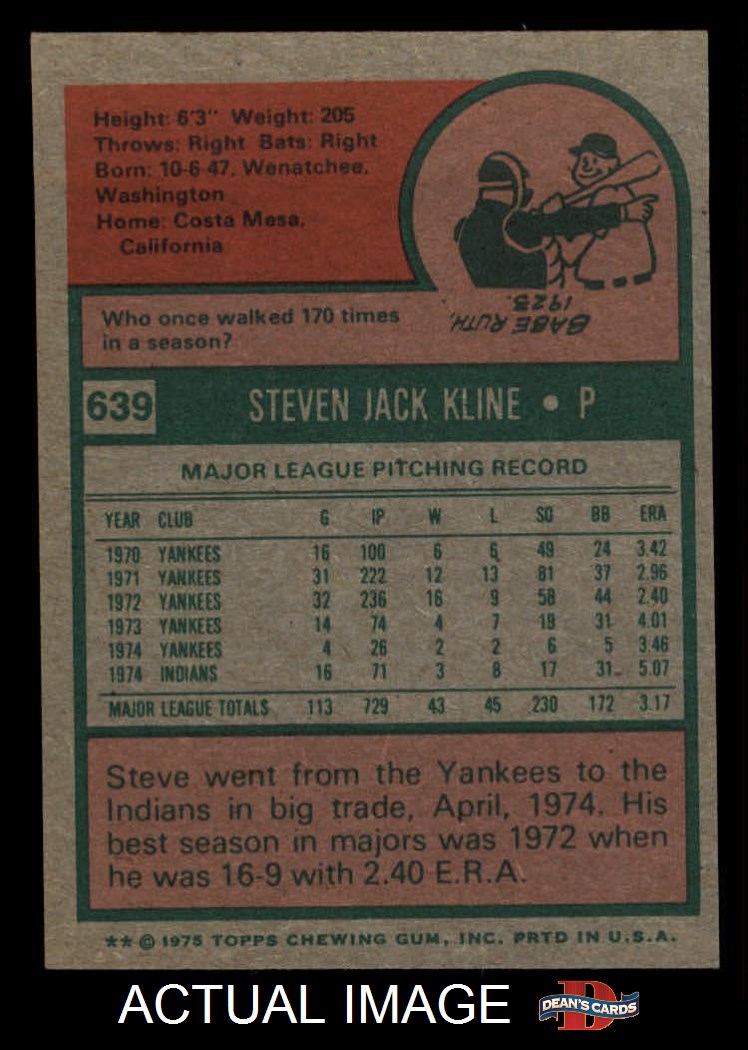 Height: 6'3" Weight: 205
Throws: Right Bats: Right
Born: 10-6-47, Wenatchee,
Washington
Home: Costa Mesa,
California
Who once walked 170 times
in a season?
BABE RUTH,
1923.
639 STEVEN JACK KLINE • P
MAJOR LEAGUE PITCHING RECORD
YEAR CLUB G IP W L SO BB ERA
1970 YANKEES 16 100 6 6 49 24 3.42
1971 YANKEES 31 222 12 13 81 37 2.96
1972 YANKEES 32 236 16 9 58 44 2.40
1973 YANKEES 14 74 4 7 19 31 4.01
1974 YANKEES 4 26 2 2 6 5 3.46
1974 INDIANS 16 71 3 8 17 31 5.07
MAJOR LEAGUE TOTALS 113 729 43 45 230 172 3.17
Steve went from the Yankees to the
Indians in big trade, April, 1974. His
best season in majors was 1972 when
he was 16-9 with 2.40 E.R.A.
** © 1975 TOPPS CHEWING GUM, INC. PRTD IN U.S.A.
ACTUAL IMAGE
DEAN'S CARDS